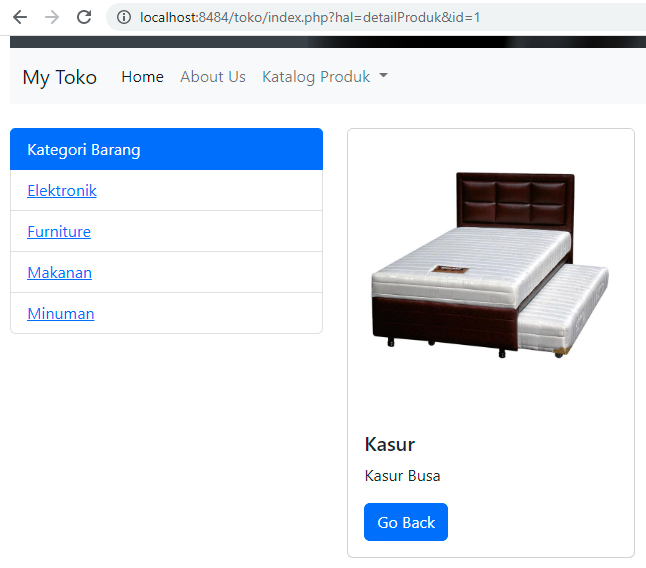 localhost:8484/toko/index.php?hal=detailProduk&id=1
My Toko Home About Us Katalog Produk
Kategori Barang
Elektronik
Furniture
Makanan
Minuman
Kasur
Kasur Busa
Go Back